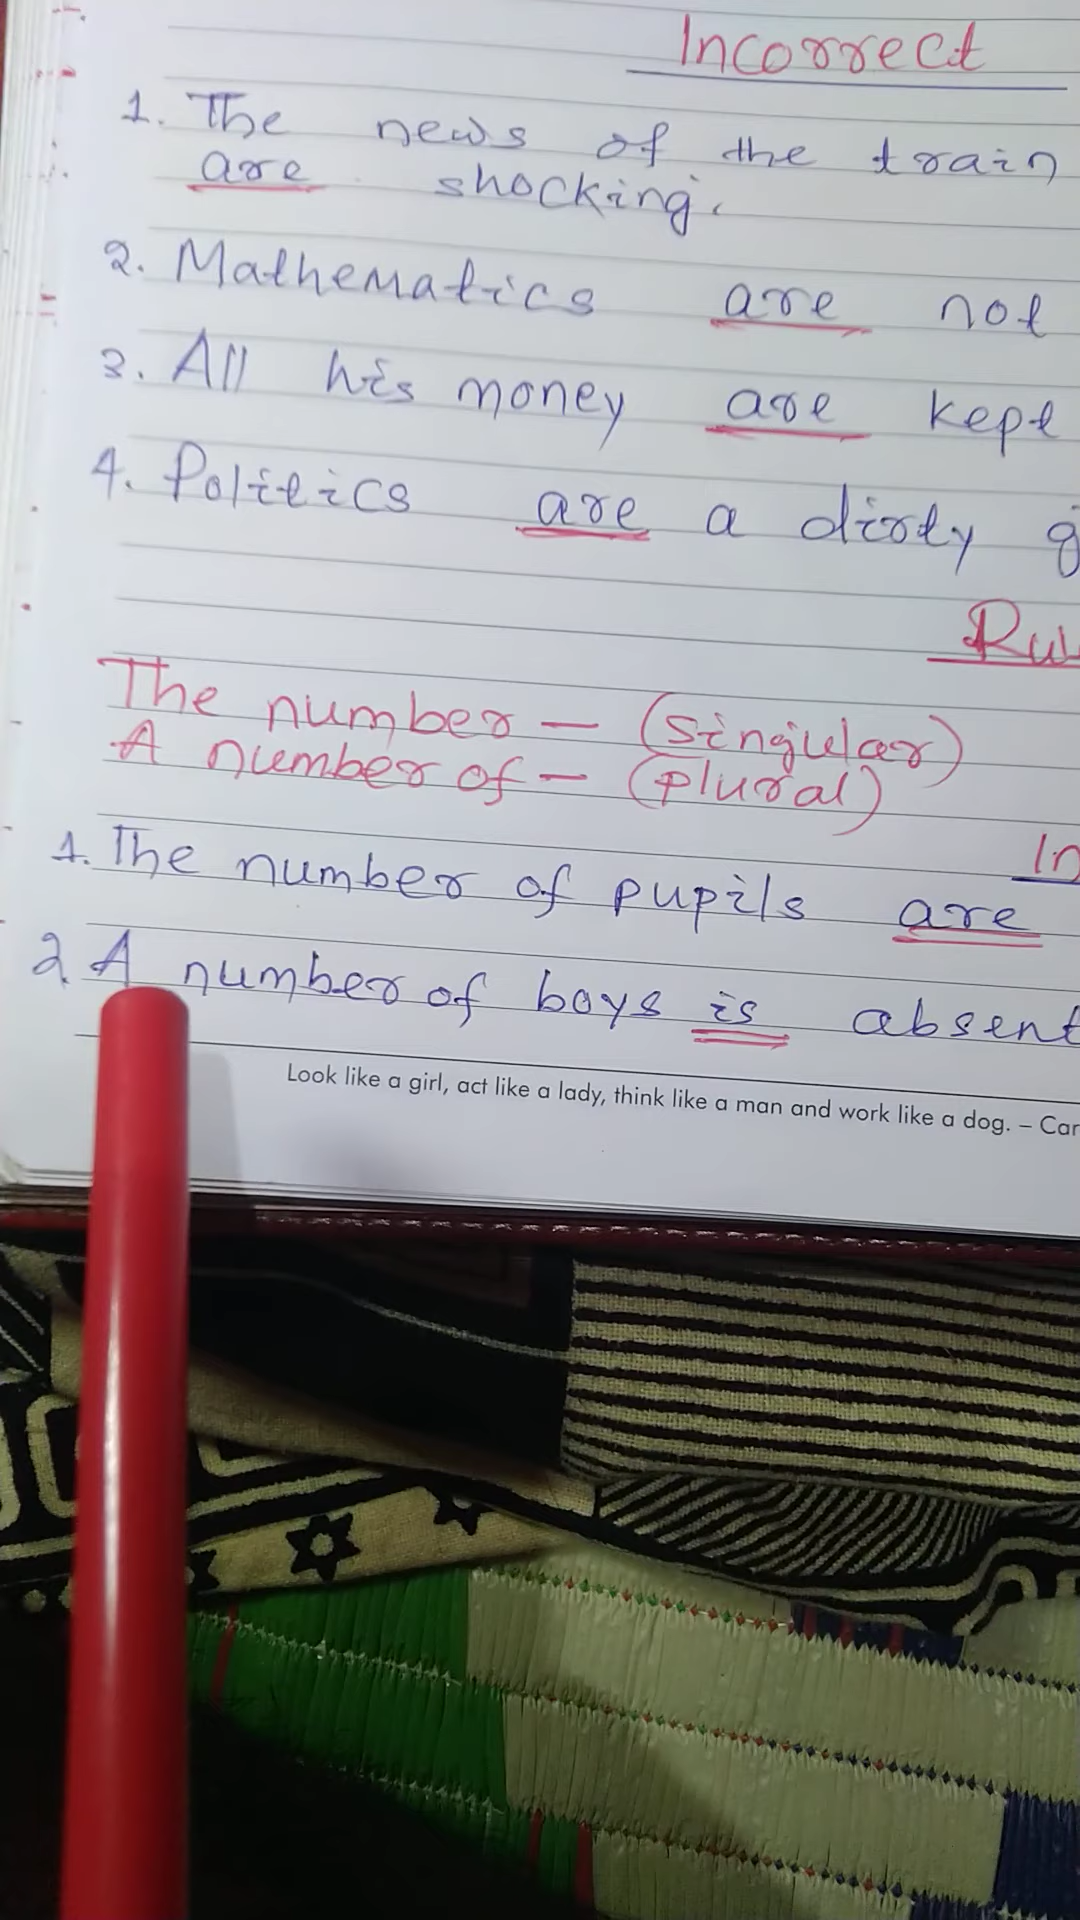 Incorrect
1. The news of the train
are shocking.
2. Mathematics are not
3. All his money are kept
4. Politics are a dirty
The number - (singular)
A number of - (plural)
1. The number of pupils are
2 A number of boys is absent
Look like a girl, act like a lady, think like a man and work like a dog. – Car